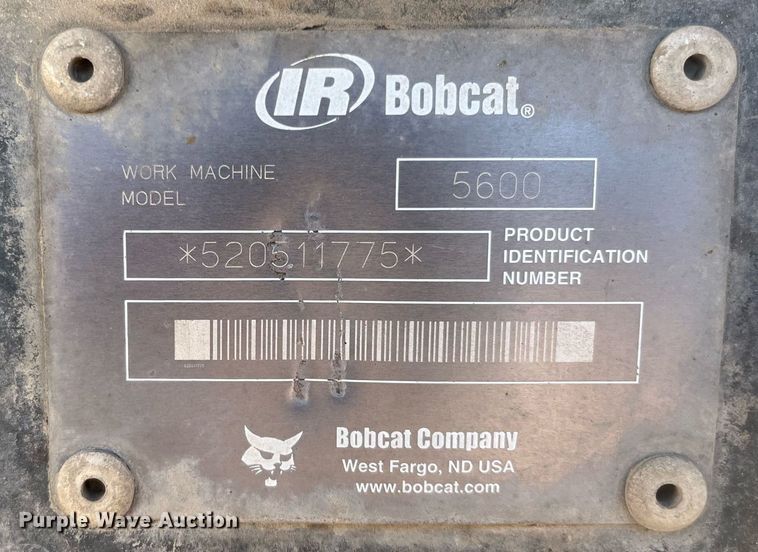 IR Bobcat®
WORK MACHINE
MODEL
5600
*520511775*
PRODUCT
IDENTIFICATION
NUMBER
520511775
Bobcat Company
West Fargo, ND USA
www.bobcat.com
Purple Wave Auction